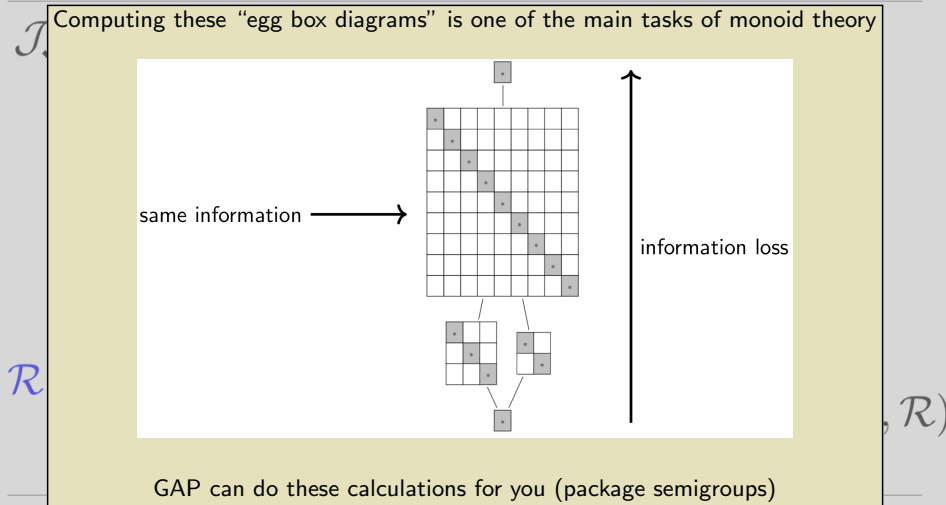 Computing these “egg box diagrams” is one of the main tasks of monoid theory
same information
information loss
ℛ
, ℛ)
GAP can do these calculations for you (package semigroups)